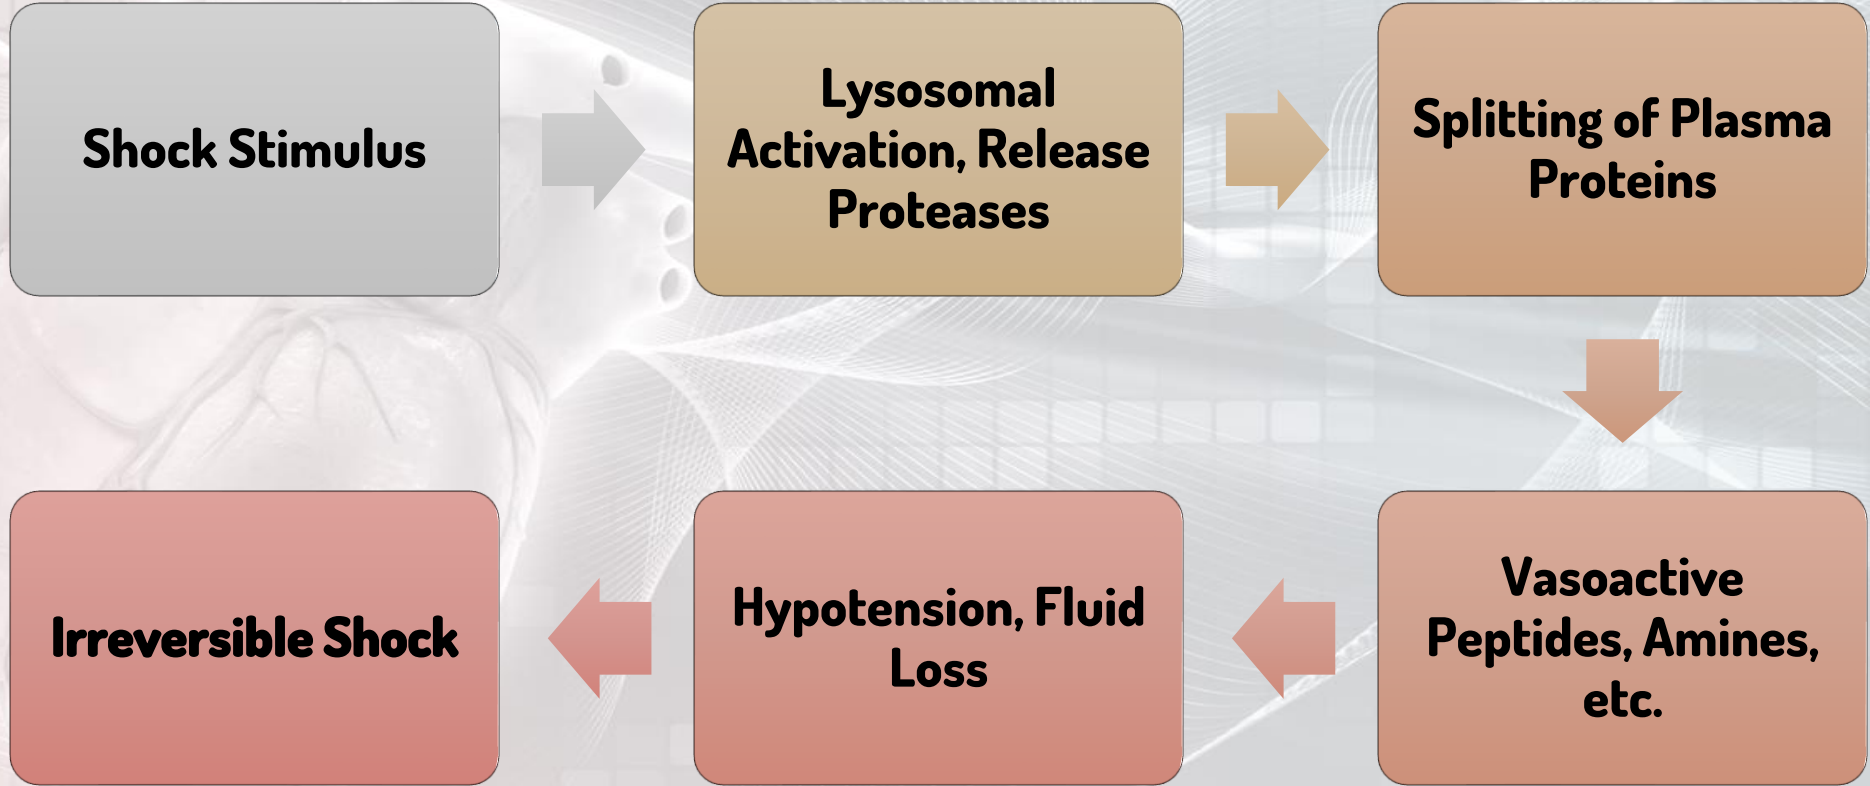 Shock Stimulus
Lysosomal
Activation, Release
Proteases
Splitting of Plasma
Proteins
Vasoactive
Peptides, Amines,
etc.
Hypotension, Fluid
Loss
Irreversible Shock